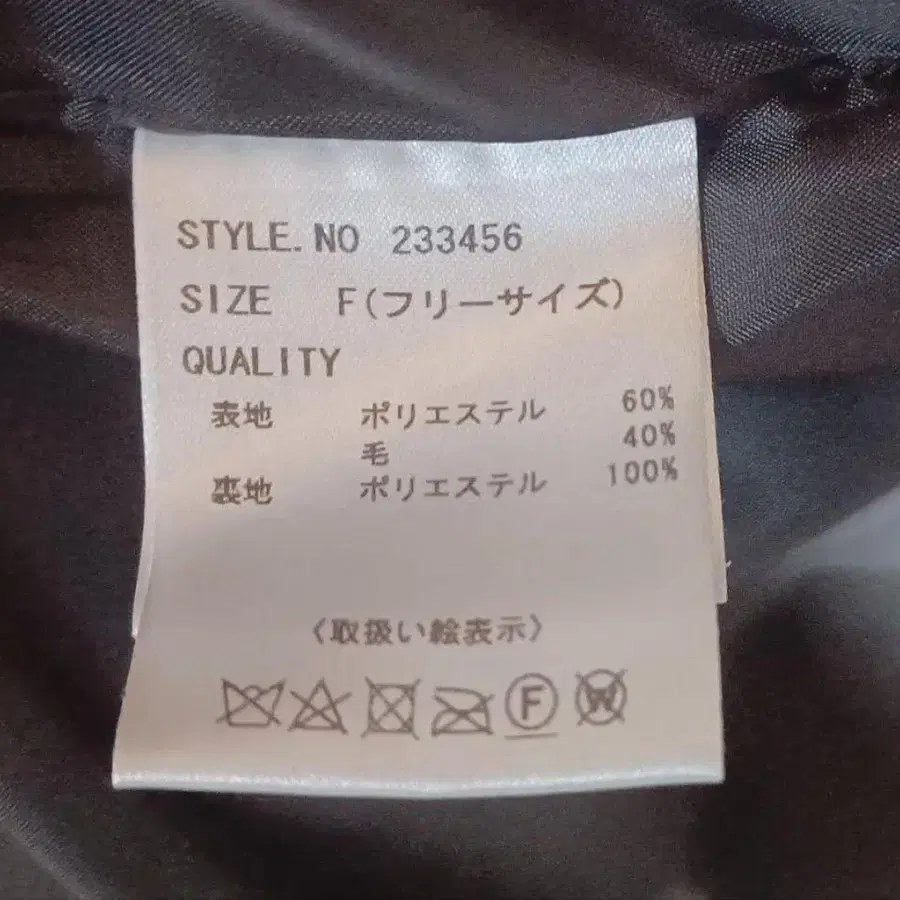 STYLE.NO 233456
SIZE F(フリーサイズ)
QUALITY
表地 ポリエステル 60%
毛 40%
裏地 ポリエステル 100%
〈取扱い絵表示〉
F W